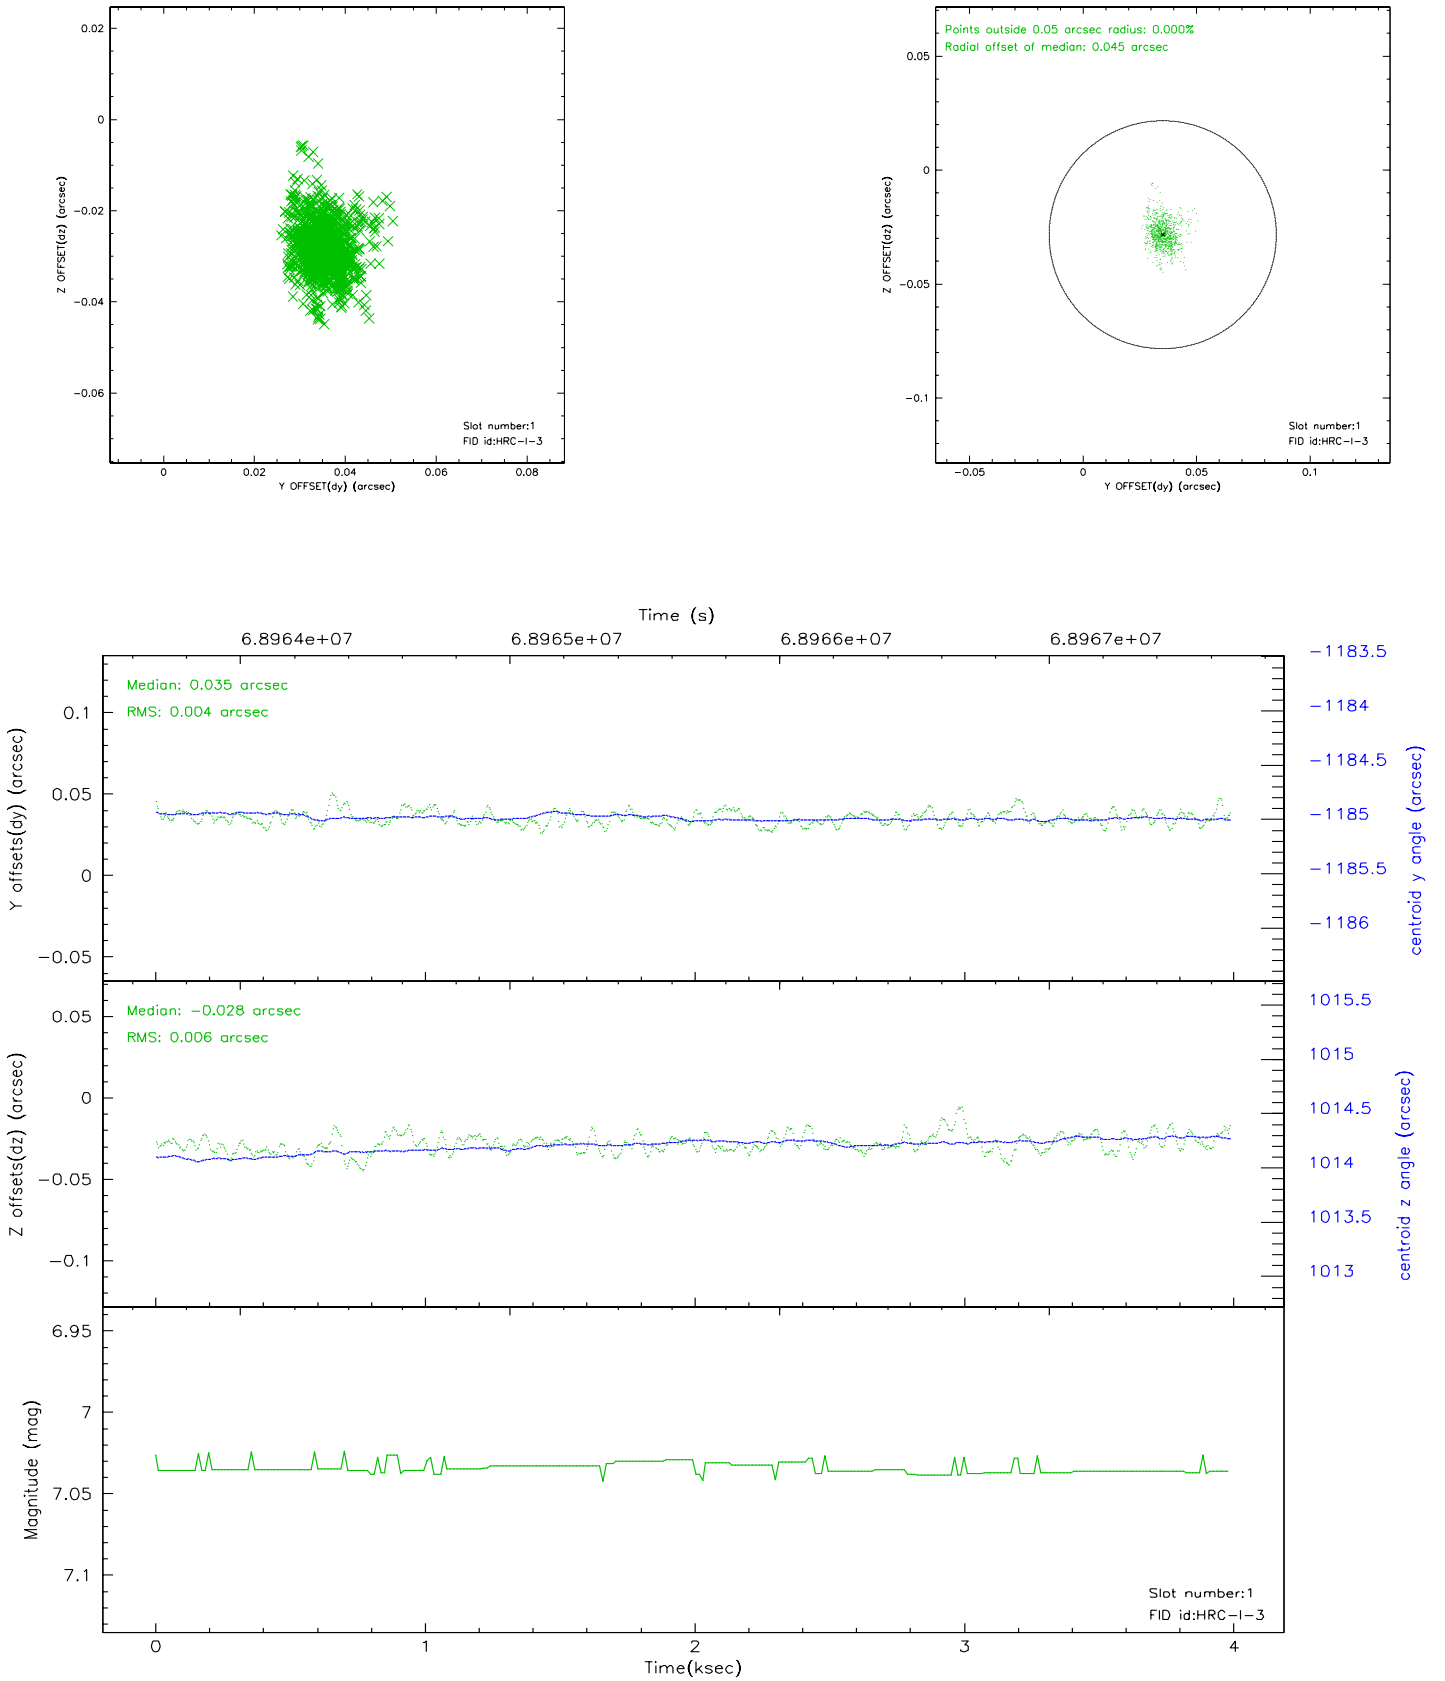 0.02
0
-0.02
-0.04
-0.06
Z OFFSET(dz) (arcsec)
Slot number:1
FID id:HRC-I-3
0 0.02 0.04 0.06 0.08
Y OFFSET(dy) (arcsec)
Points outside 0.05 arcsec radius: 0.000%
Radial offset of median: 0.045 arcsec
0.05
0
-0.05
-0.1
Z OFFSET(dz) (arcsec)
Slot number:1
FID id:HRC-I-3
-0.05 0 0.05 0.1
Y OFFSET(dy) (arcsec)
Time (s)
6.8964e+07 6.8965e+07 6.8966e+07 6.8967e+07
Median: 0.035 arcsec
RMS: 0.004 arcsec
0.1
0.05
0
-0.05
Y offsets(dy) (arcsec)
-1183.5
-1184
-1184.5
-1185
-1185.5
-1186
centroid y angle (arcsec)
Median: -0.028 arcsec
RMS: 0.006 arcsec
0.05
0
-0.05
-0.1
Z offsets(dz) (arcsec)
1015.5
1015
1014.5
1014
1013.5
1013
centroid z angle (arcsec)
6.95
7
7.05
7.1
Magnitude (mag)
Slot number:1
FID id:HRC-I-3
0 1 2 3 4
Time(ksec)